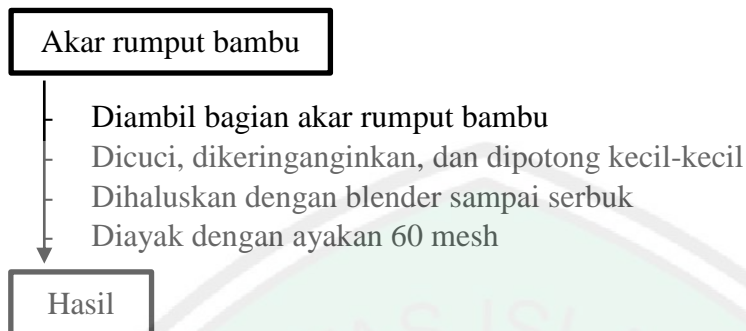 Akar rumput bambu
- Diambil bagian akar rumput bambu
- Dicuci, dikeringanginkan, dan dipotong kecil-kecil
- Dihaluskan dengan blender sampai serbuk
- Diayak dengan ayakan 60 mesh
Hasil